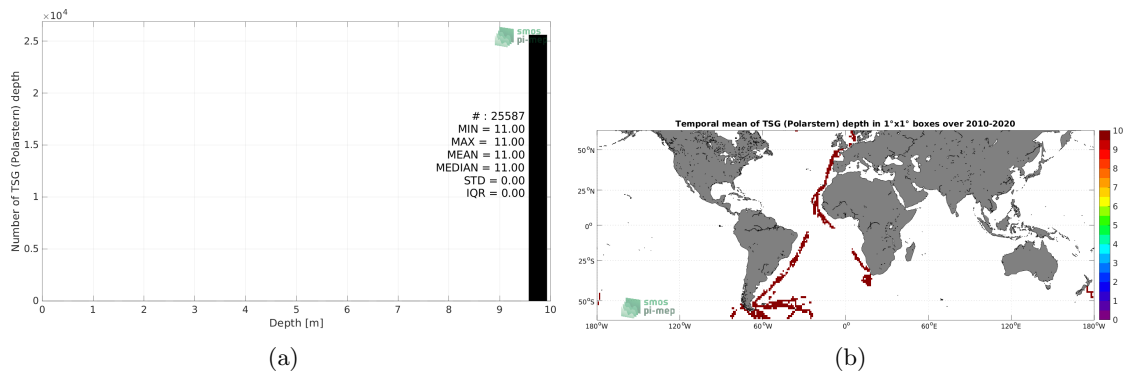 ×10⁴
2.5
2
1.5
1
0.5
0
Number of TSG (Polarstern) depth
smos
pi-mep
# : 25587
MIN = 11.00
MAX = 11.00
MEAN = 11.00
MEDIAN = 11.00
STD = 0.00
IQR = 0.00
0 1 2 3 4 5 6 7 8 9 10
Depth [m]
(a)
Temporal mean of TSG (Polarstern) depth in 1°x1° boxes over 2010-2020
50°N
25°N
0°
25°S
50°S
smos
pi-mep
180°W 120°W 60°W 0° 60°E 120°E 180°W
10
9
8
7
6
5
4
3
2
1
0
(b)